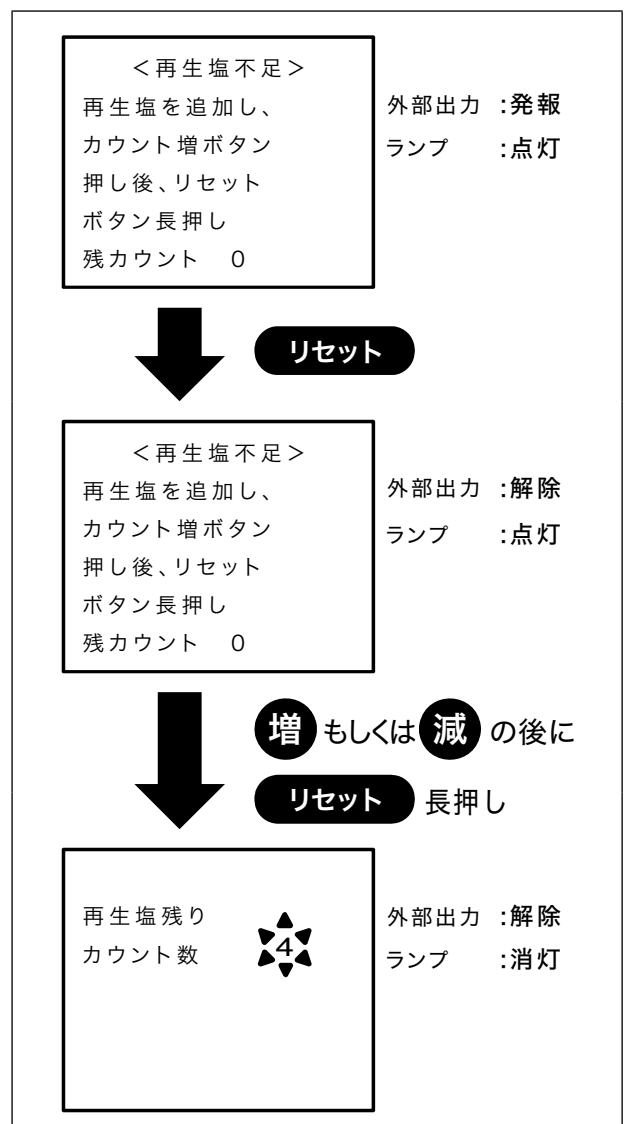 ＜再生塩不足＞
再生塩を追加し、
カウント増ボタン
押し後、リセット
ボタン長押し
残カウント　0
外部出力 :発報
ランプ :点灯
リセット
＜再生塩不足＞
再生塩を追加し、
カウント増ボタン
押し後、リセット
ボタン長押し
残カウント　0
外部出力 :解除
ランプ :点灯
増 もしくは 減 の後に
リセット 長押し
再生塩残り
カウント数 4
外部出力 :解除
ランプ :消灯